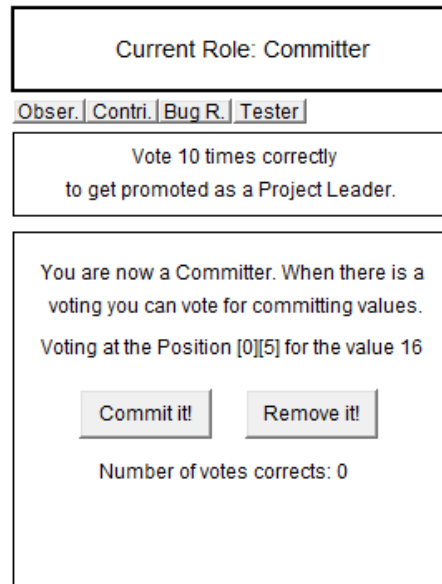 Current Role: Committer
Obser. Contri. Bug R. Tester
Vote 10 times correctly
to get promoted as a Project Leader.
You are now a Committer. When there is a
voting you can vote for committing values.
Voting at the Position [0][5] for the value 16
Commit it! Remove it!
Number of votes corrects: 0